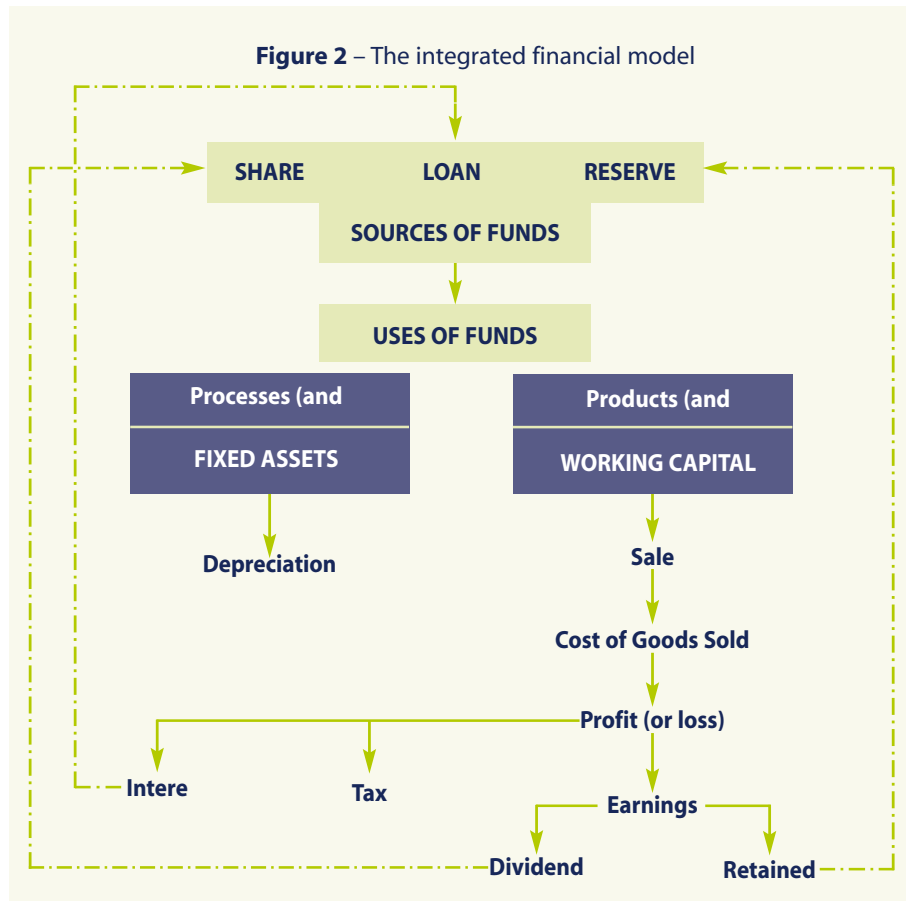 Figure 2 – The integrated financial model
SHARE LOAN RESERVE
SOURCES OF FUNDS
USES OF FUNDS
Processes (and
FIXED ASSETS
Products (and
WORKING CAPITAL
Depreciation
Sale
Cost of Goods Sold
Profit (or loss)
Intere
Tax
Earnings
Dividend
Retained